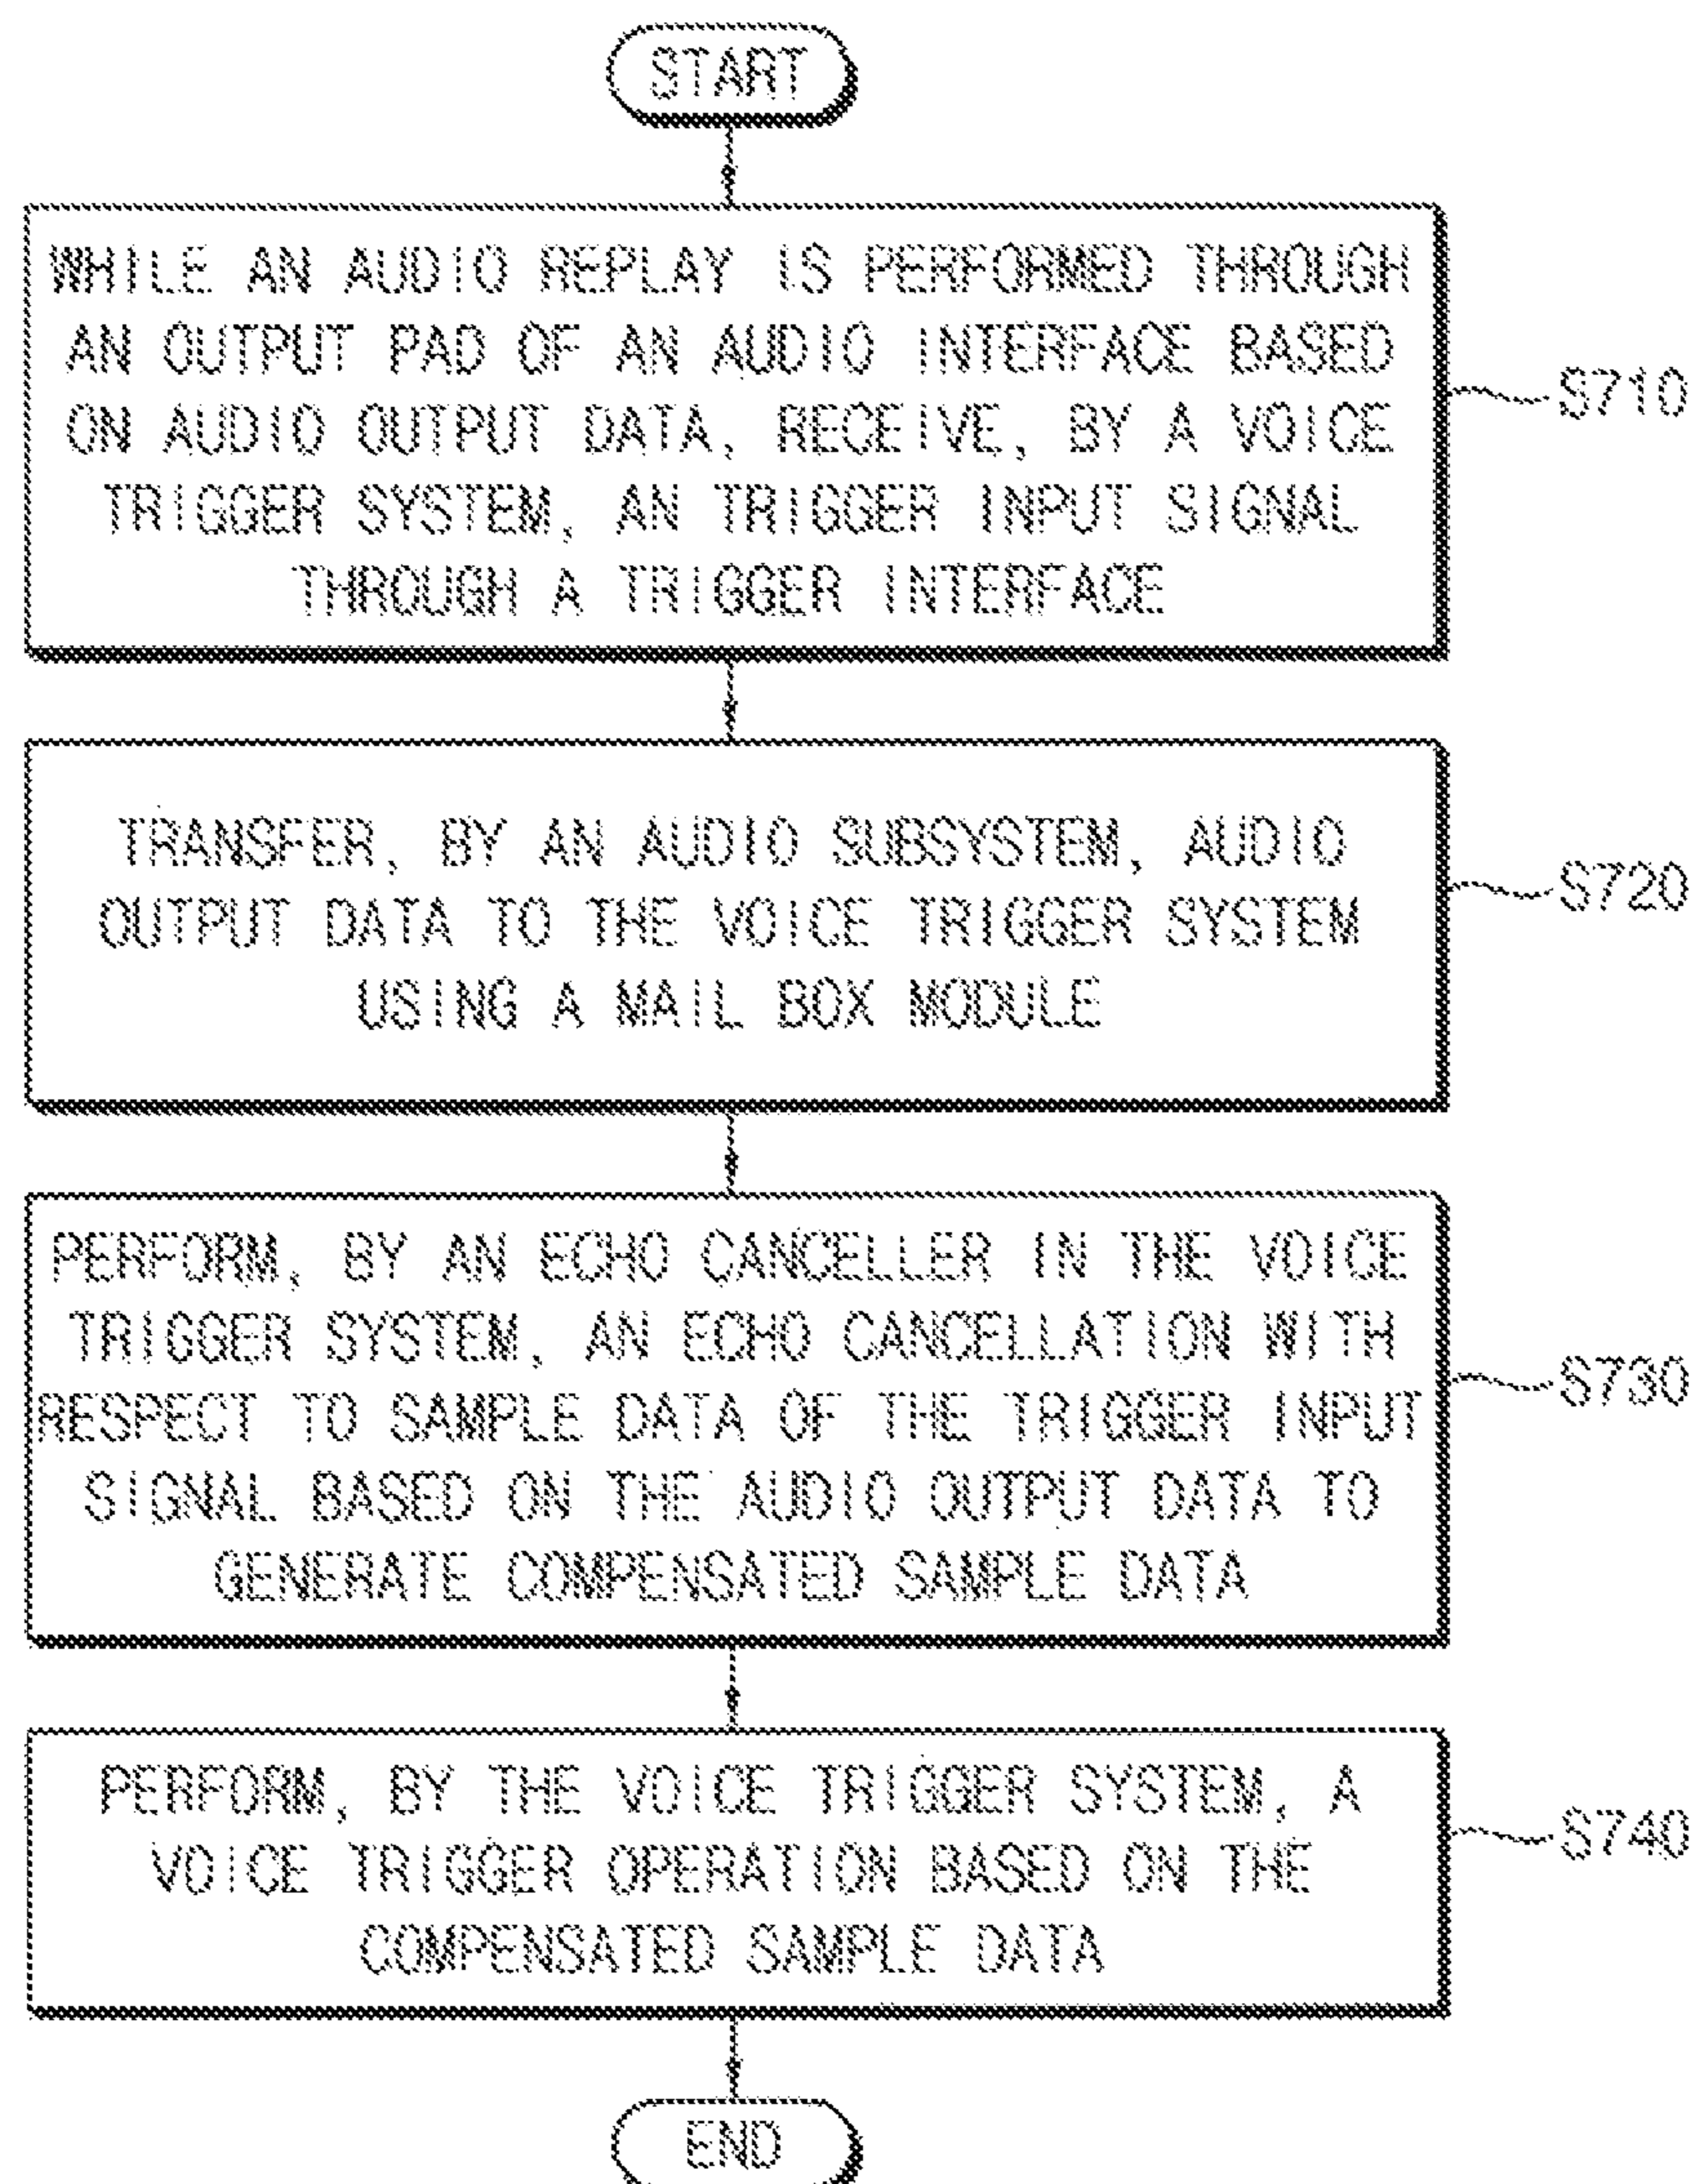 START
WHILE AN AUDIO REPLAY IS PERFORMED THROUGH
AN OUTPUT PAD OF AN AUDIO INTERFACE BASED
ON AUDIO OUTPUT DATA, RECEIVE, BY A VOICE
TRIGGER SYSTEM, AN TRIGGER INPUT SIGNAL
THROUGH A TRIGGER INTERFACE
S710
TRANSFER, BY AN AUDIO SUBSYSTEM, AUDIO
OUTPUT DATA TO THE VOICE TRIGGER SYSTEM
USING A MAIL BOX MODULE
S720
PERFORM, BY AN ECHO CANCELLER IN THE VOICE
TRIGGER SYSTEM, AN ECHO CANCELLATION WITH
RESPECT TO SAMPLE DATA OF THE TRIGGER INPUT
SIGNAL BASED ON THE AUDIO OUTPUT DATA TO
GENERATE COMPENSATED SAMPLE DATA
S730
PERFORM, BY THE VOICE TRIGGER SYSTEM, A
VOICE TRIGGER OPERATION BASED ON THE
COMPENSATED SAMPLE DATA
S740
END